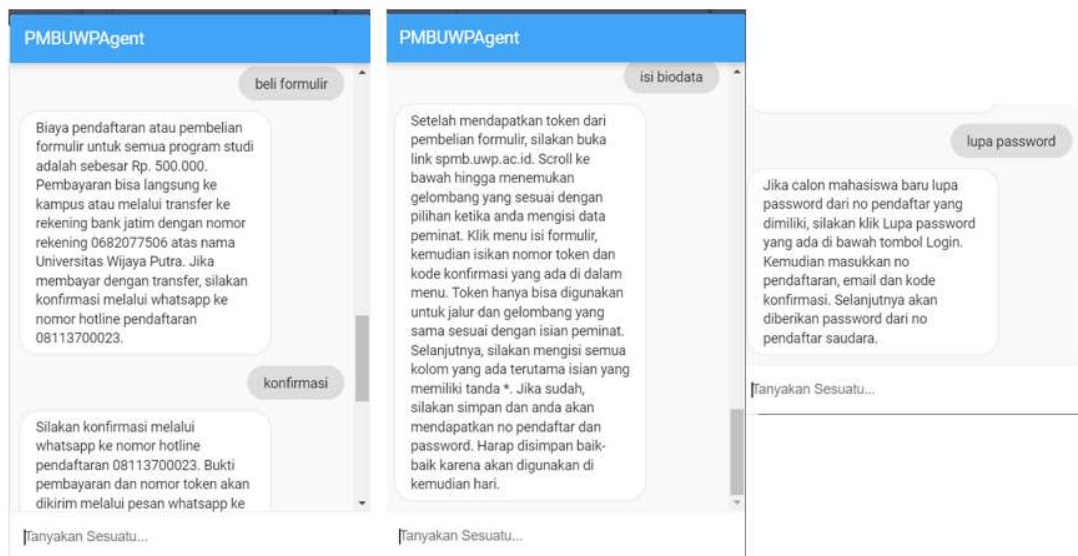 PMBUWPAgent
beli formulir
Biaya pendaftaran atau pembelian
formulir untuk semua program studi
adalah sebesar Rp. 500.000.
Pembayaran bisa langsung ke
kampus atau melalui transfer ke
rekening bank jatim dengan nomor
rekening 0682077506 atas nama
Universitas Wijaya Putra. Jika
membayar dengan transfer, silakan
konfirmasi melalui whatsapp ke
nomor hotline pendaftaran
08113700023.
konfirmasi
Silakan konfirmasi melalui
whatsapp ke nomor hotline
pendaftaran 08113700023. Bukti
pembayaran dan nomor token akan
dikirim melalui pesan whatsapp ke
Tanyakan Sesuatu...
PMBUWPAgent
isi biodata
Setelah mendapatkan token dari
pembelian formulir, silakan buka
link spmb.uwp.ac.id. Scroll ke
bawah hingga menemukan
gelombang yang sesuai dengan
pilihan ketika anda mengisi data
peminat. Klik menu isi formulir,
kemudian isikan nomor token dan
kode konfirmasi yang ada di dalam
menu. Token hanya bisa digunakan
untuk jalur dan gelombang yang
sama sesuai dengan isian peminat.
Selanjutnya, silakan mengisi semua
kolom yang ada terutama isian yang
memiliki tanda *. Jika sudah,
silakan simpan dan anda akan
mendapatkan no pendaftar dan
password. Harap disimpan baik-
baik karena akan digunakan di
kemudian hari.
Tanyakan Sesuatu...
lupa password
Jika calon mahasiswa baru lupa
password dari no pendaftar yang
dimiliki, silakan klik Lupa password
yang ada di bawah tombol Login.
Kemudian masukkan no
pendaftaran, email dan kode
konfirmasi. Selanjutnya akan
diberikan password dari no
pendaftar saudara.
Tanyakan Sesuatu...